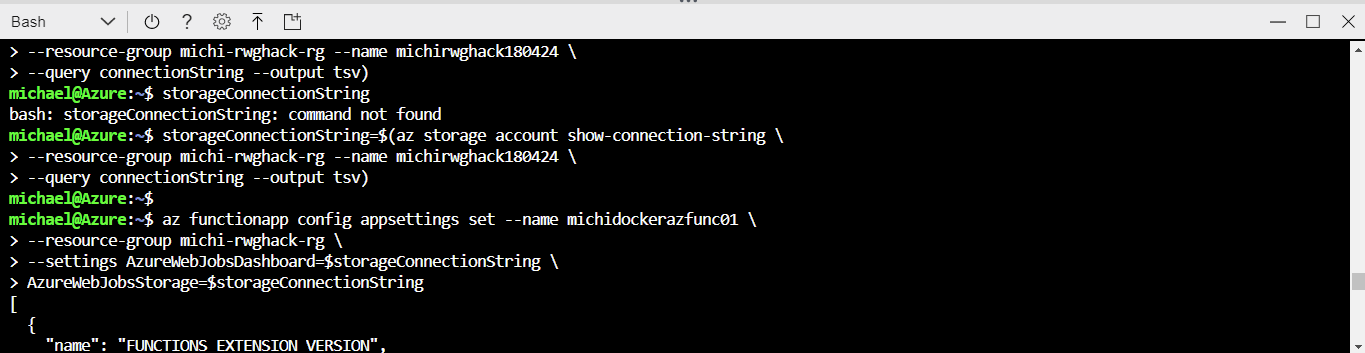 Bash
> --resource-group michi-rwghack-rg --name michirwghack180424 \
> --query connectionString --output tsv)
michael@Azure:~$ storageConnectionString
bash: storageConnectionString: command not found
michael@Azure:~$ storageConnectionString=$(az storage account show-connection-string \
> --resource-group michi-rwghack-rg --name michirwghack180424 \
> --query connectionString --output tsv)
michael@Azure:~$
michael@Azure:~$ az functionapp config appsettings set --name michidockerazfunc01 \
> --resource-group michi-rwghack-rg \
> --settings AzureWebJobsDashboard=$storageConnectionString \
> AzureWebJobsStorage=$storageConnectionString
[
{
"name": "FUNCTIONS_EXTENSION_VERSION",